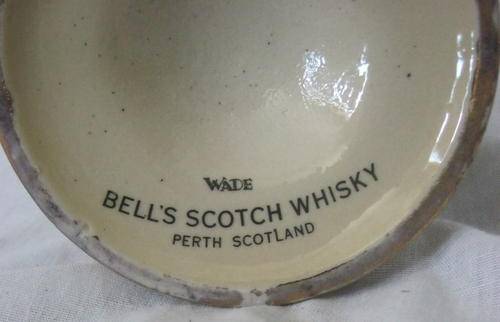 WADE
BELL'S SCOTCH WHISKY
PERTH SCOTLAND